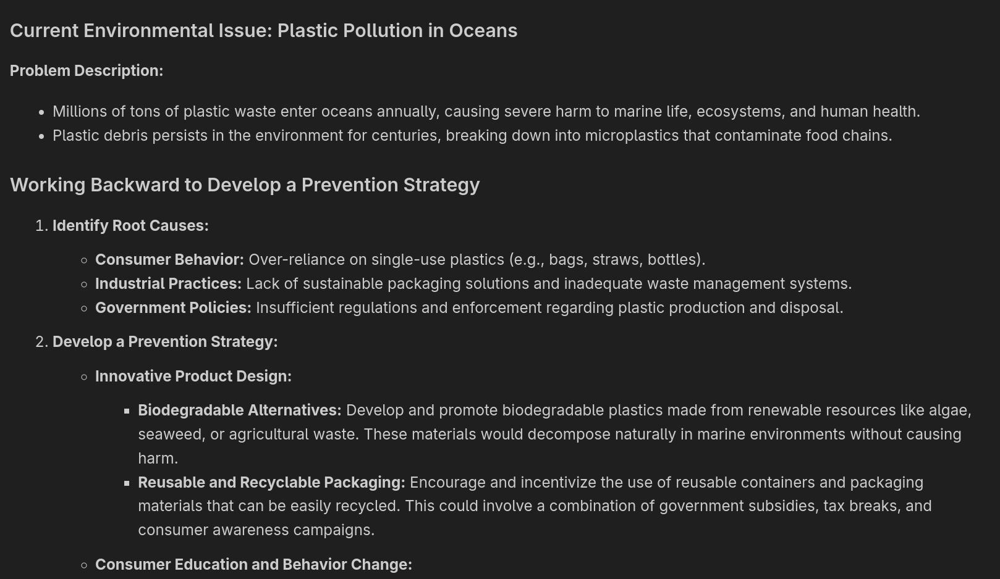 Current Environmental Issue: Plastic Pollution in Oceans
Problem Description:
• Millions of tons of plastic waste enter oceans annually, causing severe harm to marine life, ecosystems, and human health.
• Plastic debris persists in the environment for centuries, breaking down into microplastics that contaminate food chains.
Working Backward to Develop a Prevention Strategy
1. Identify Root Causes:
○ Consumer Behavior: Over-reliance on single-use plastics (e.g., bags, straws, bottles).
○ Industrial Practices: Lack of sustainable packaging solutions and inadequate waste management systems.
○ Government Policies: Insufficient regulations and enforcement regarding plastic production and disposal.
2. Develop a Prevention Strategy:
○ Innovative Product Design:
▪ Biodegradable Alternatives: Develop and promote biodegradable plastics made from renewable resources like algae,
seaweed, or agricultural waste. These materials would decompose naturally in marine environments without causing
harm.
▪ Reusable and Recyclable Packaging: Encourage and incentivize the use of reusable containers and packaging
materials that can be easily recycled. This could involve a combination of government subsidies, tax breaks, and
consumer awareness campaigns.
○ Consumer Education and Behavior Change: